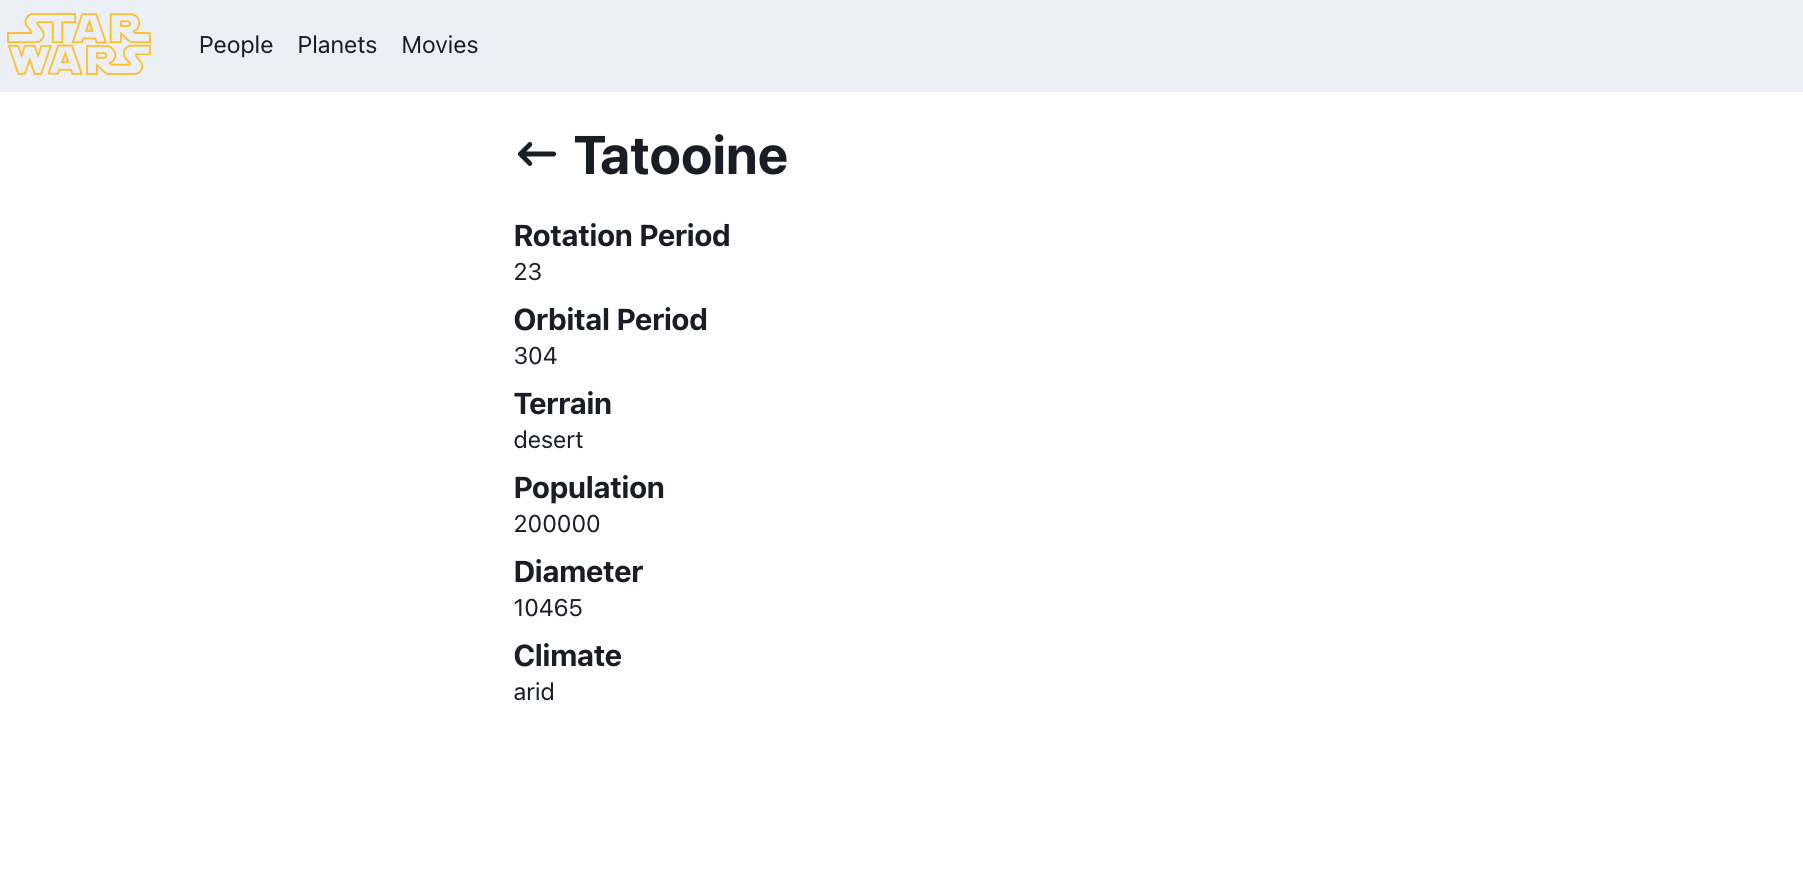 STAR
WARS
People Planets Movies
← Tatooine
Rotation Period
23
Orbital Period
304
Terrain
desert
Population
200000
Diameter
10465
Climate
arid